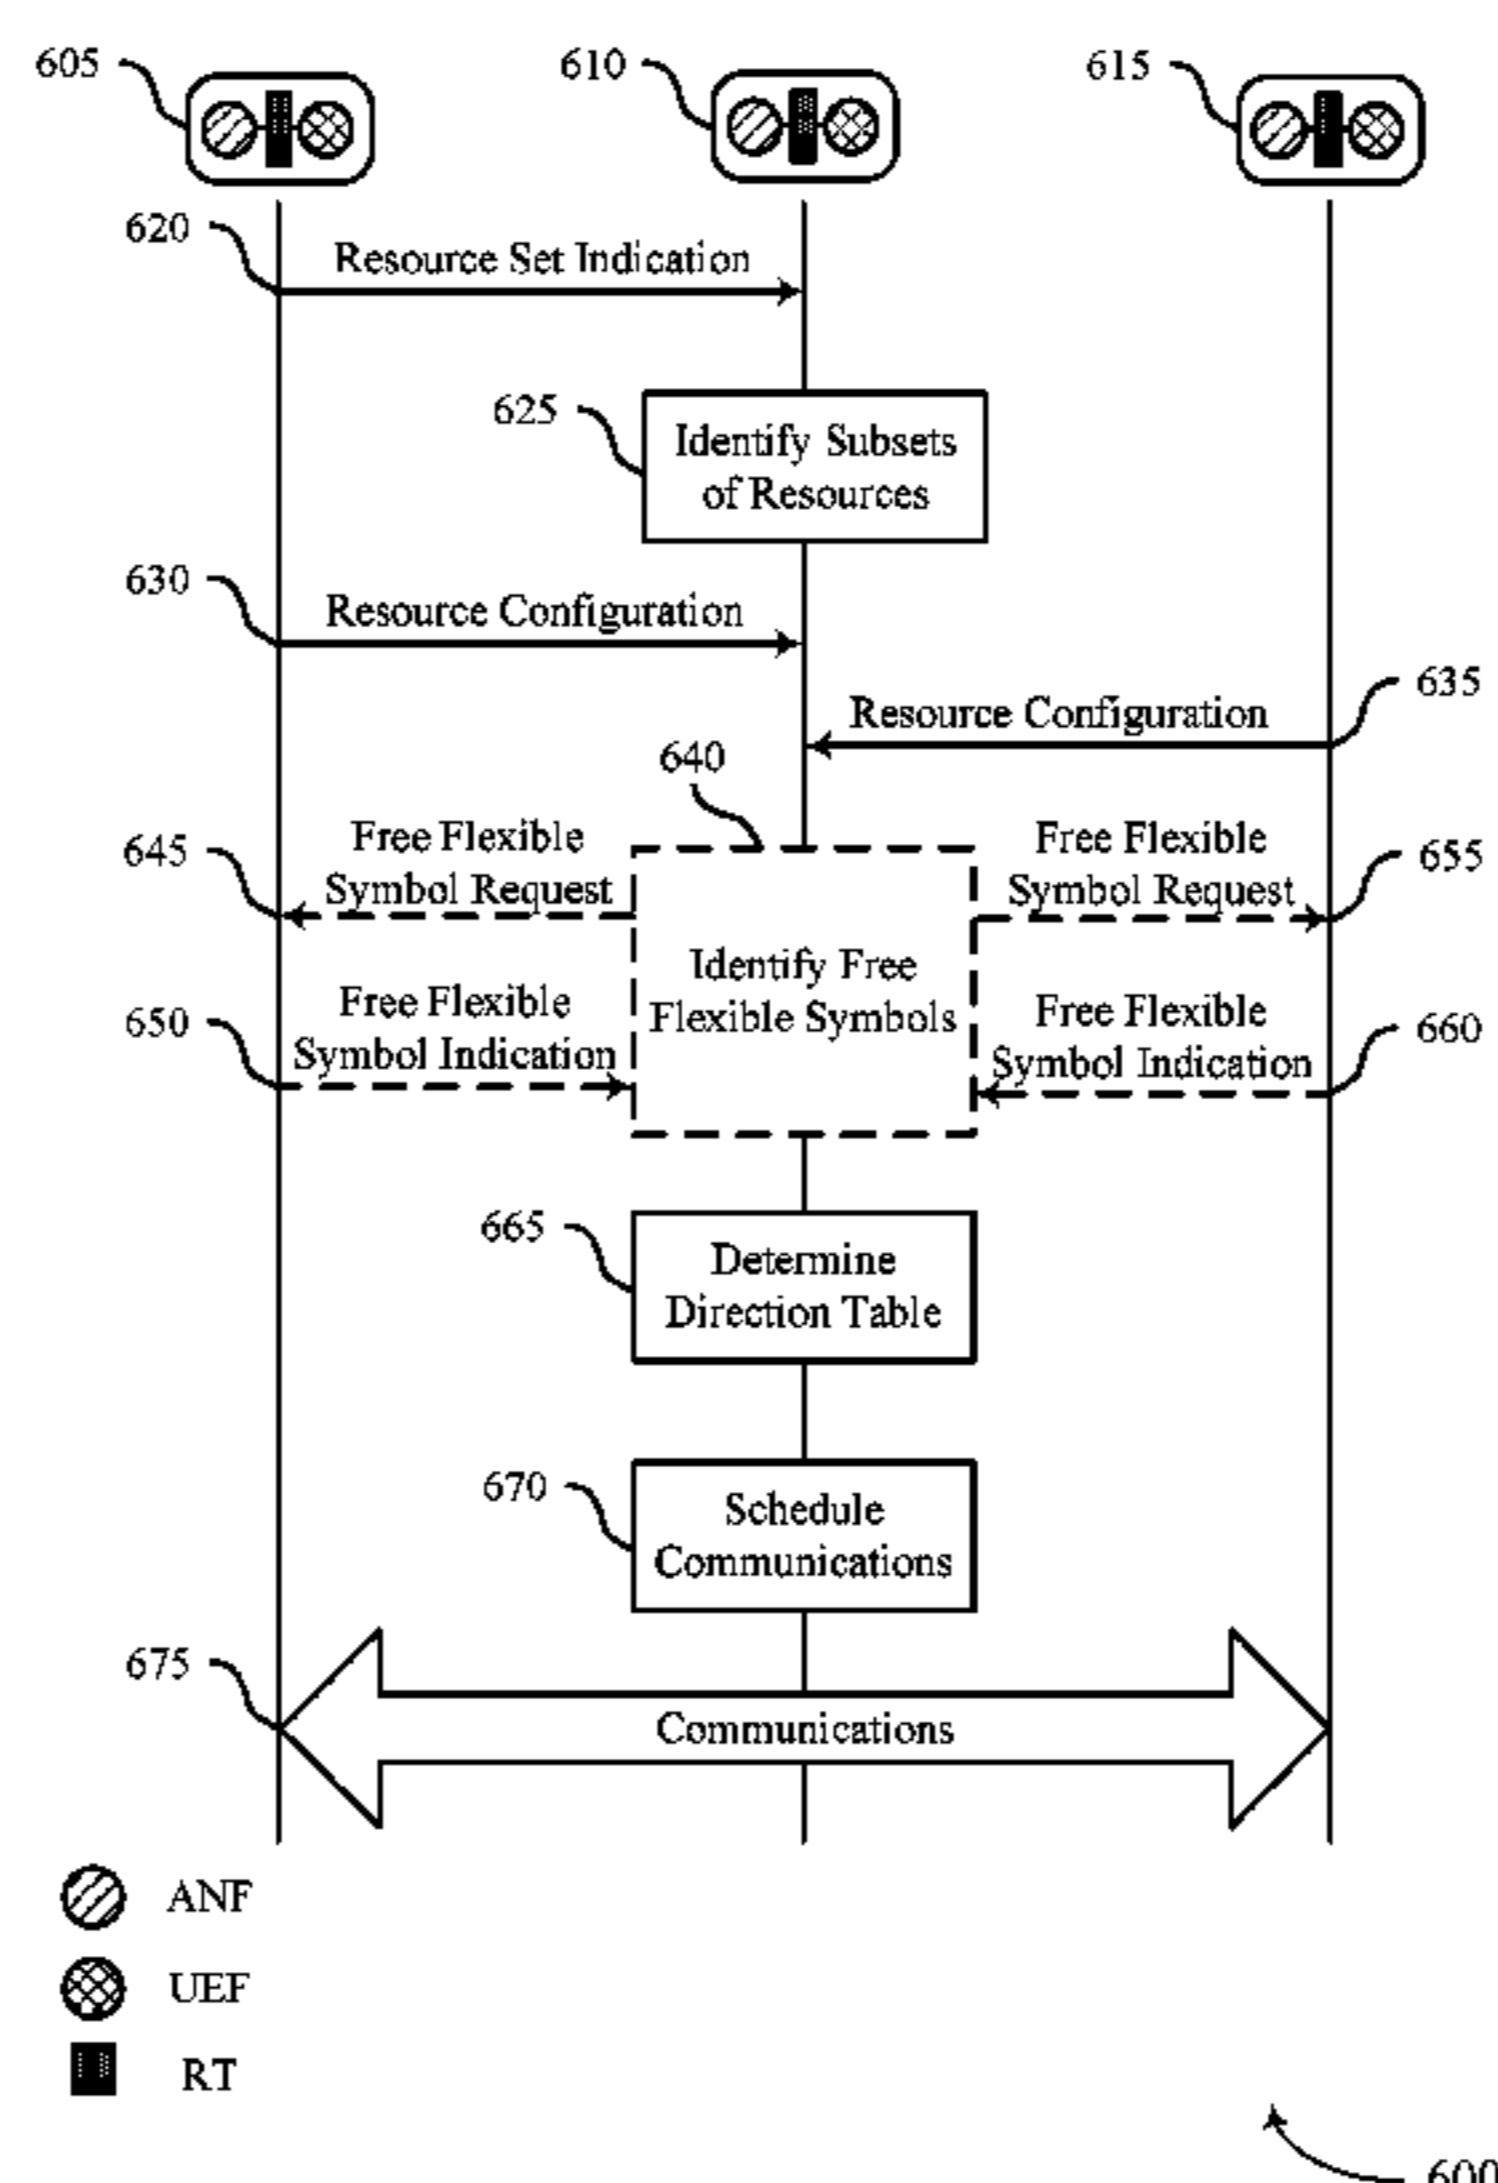 605
610
615
620
Resource Set Indication
625
Identify Subsets
of Resources
630
Resource Configuration
635
Resource Configuration
640
645
Free Flexible
Symbol Request
Free Flexible
Symbol Request
655
Identify Free
Flexible Symbols
650
Free Flexible
Symbol Indication
Free Flexible
Symbol Indication
660
665
Determine
Direction Table
670
Schedule
Communications
675
Communications
ANF
UEF
RT
600